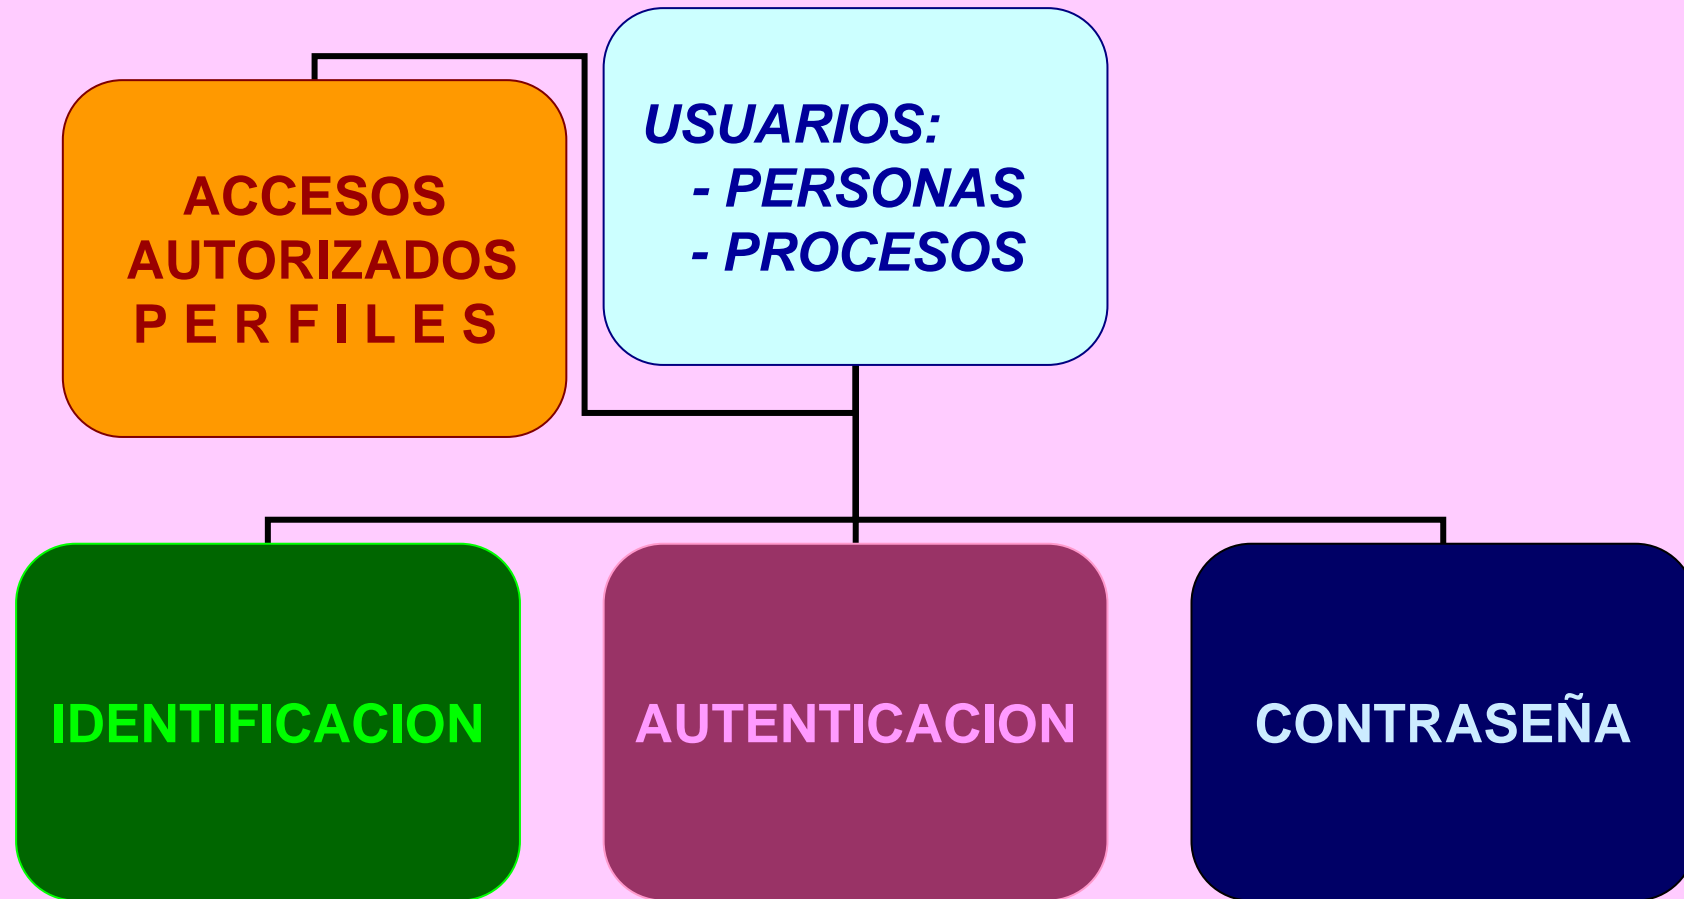 ACCESOS
AUTORIZADOS
P E R F I L E S
USUARIOS:
- PERSONAS
- PROCESOS
IDENTIFICACION
AUTENTICACION
CONTRASEÑA